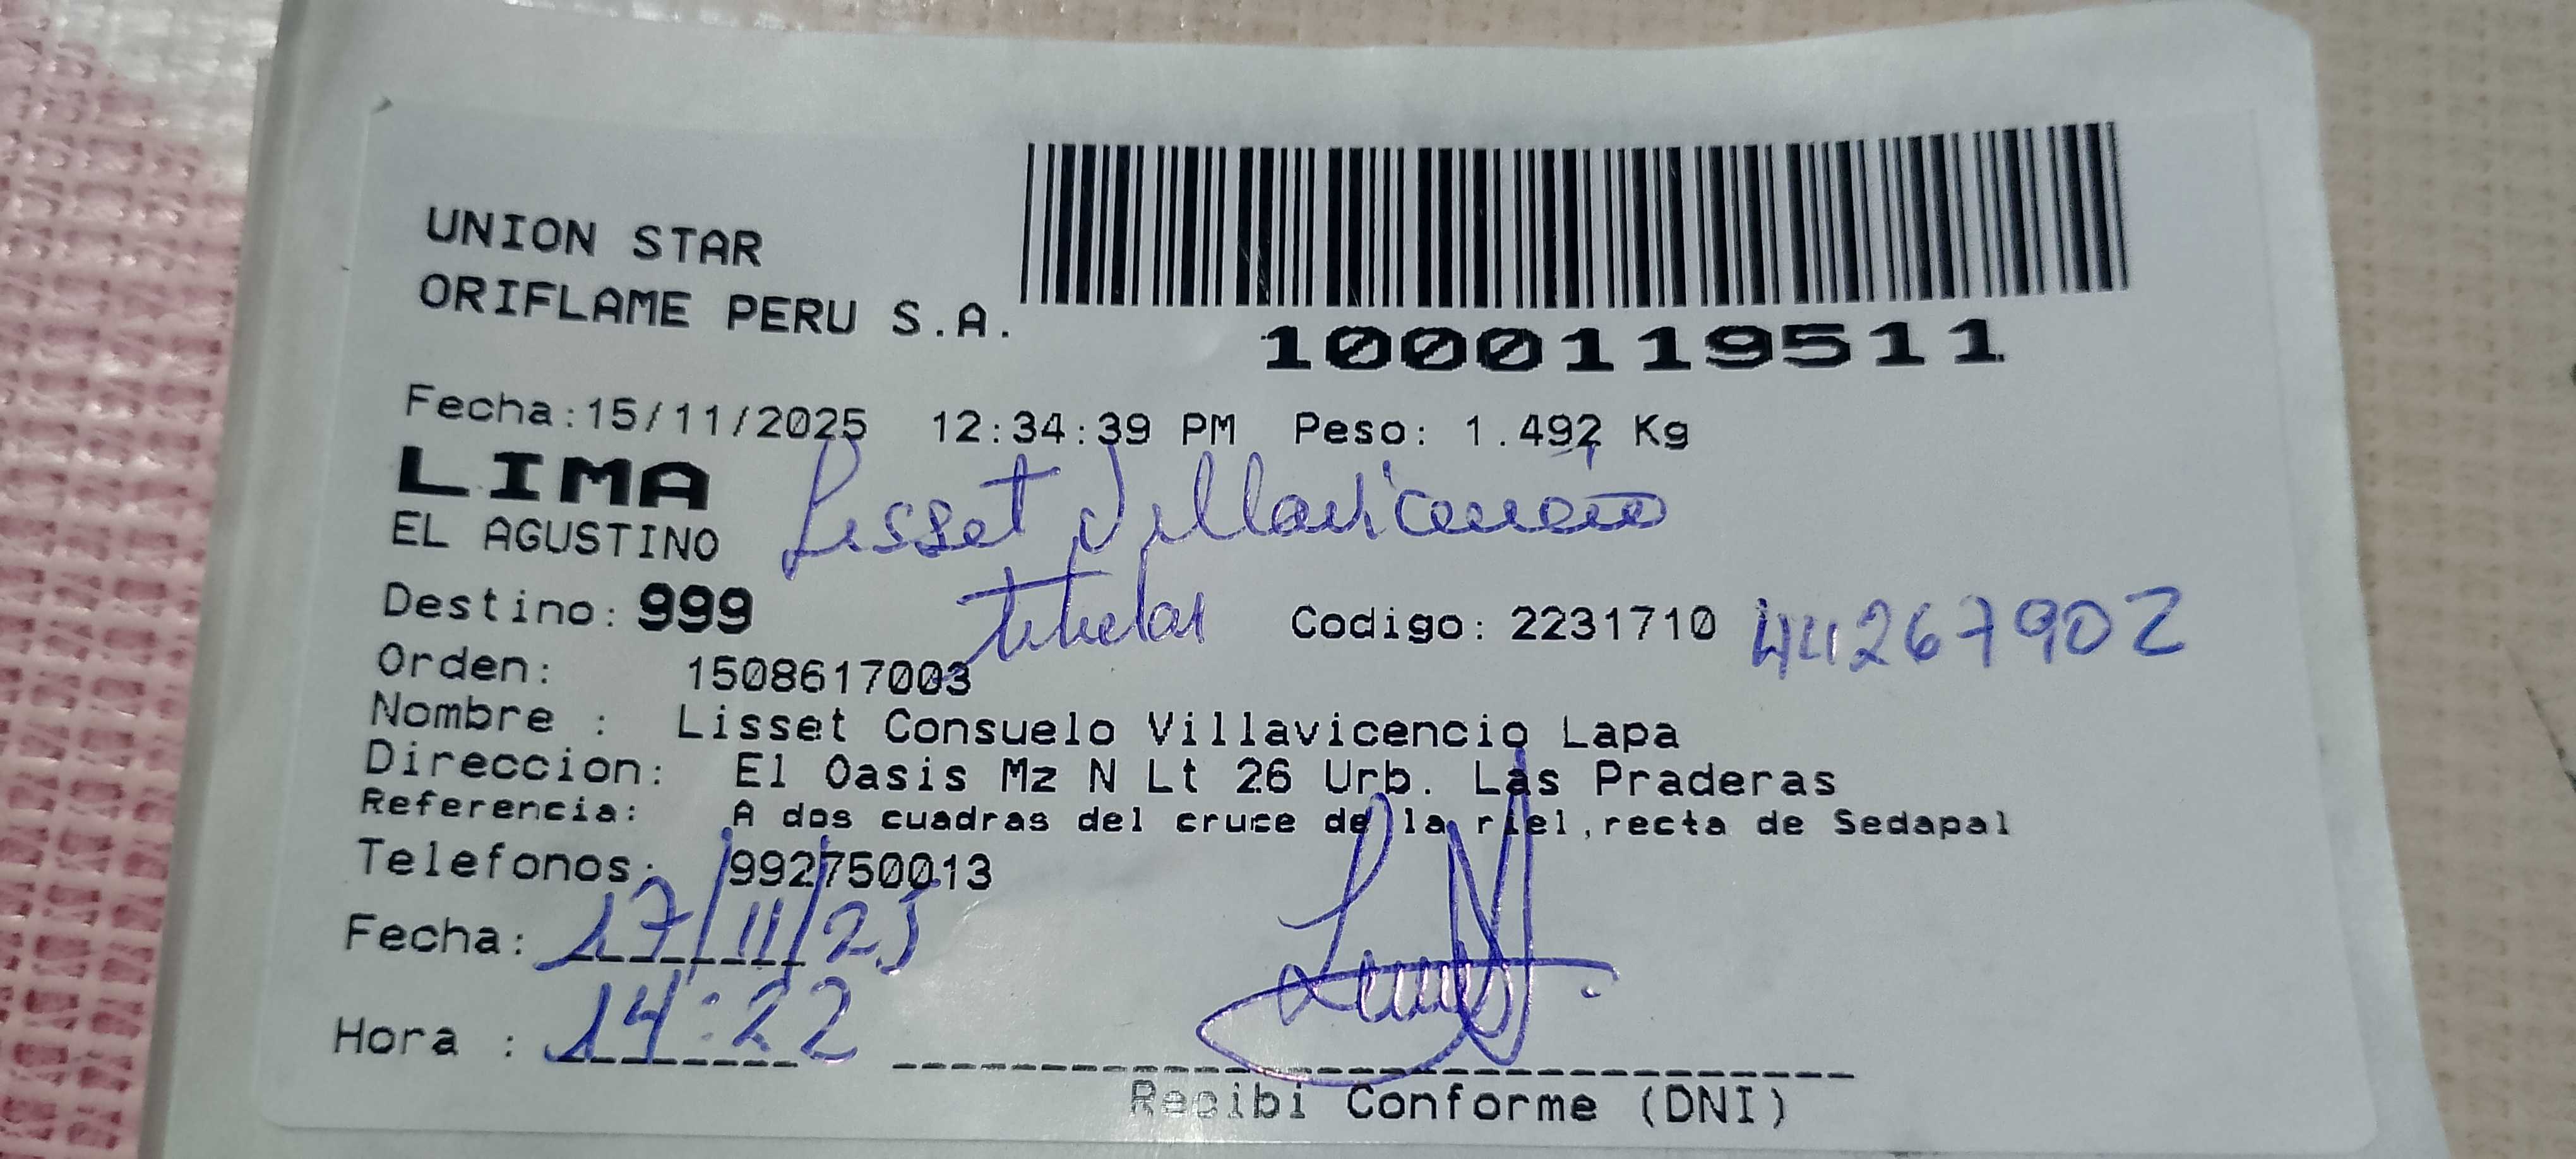 UNION STAR
ORIFLAME PERU S.A.
1000119511
Fecha:15/11/2025 12:34:39 PM Peso: 1.492 Kg
LIMA
Lisset Villavicencio
EL AGUSTINO
titular
Destino: 999 Codigo: 2231710 44267902
Orden: 1508617003
Nombre : Lisset Consuelo Villavicencio Lapa
Direccion: El Oasis Mz N Lt 26 Urb. Las Praderas
Referencia: A dos cuadras del cruce de la riel,recta de Sedapal
Telefonos: 992750013
Fecha: 17/11/25
Hora : 14:22
Recibi Conforme (DNI)